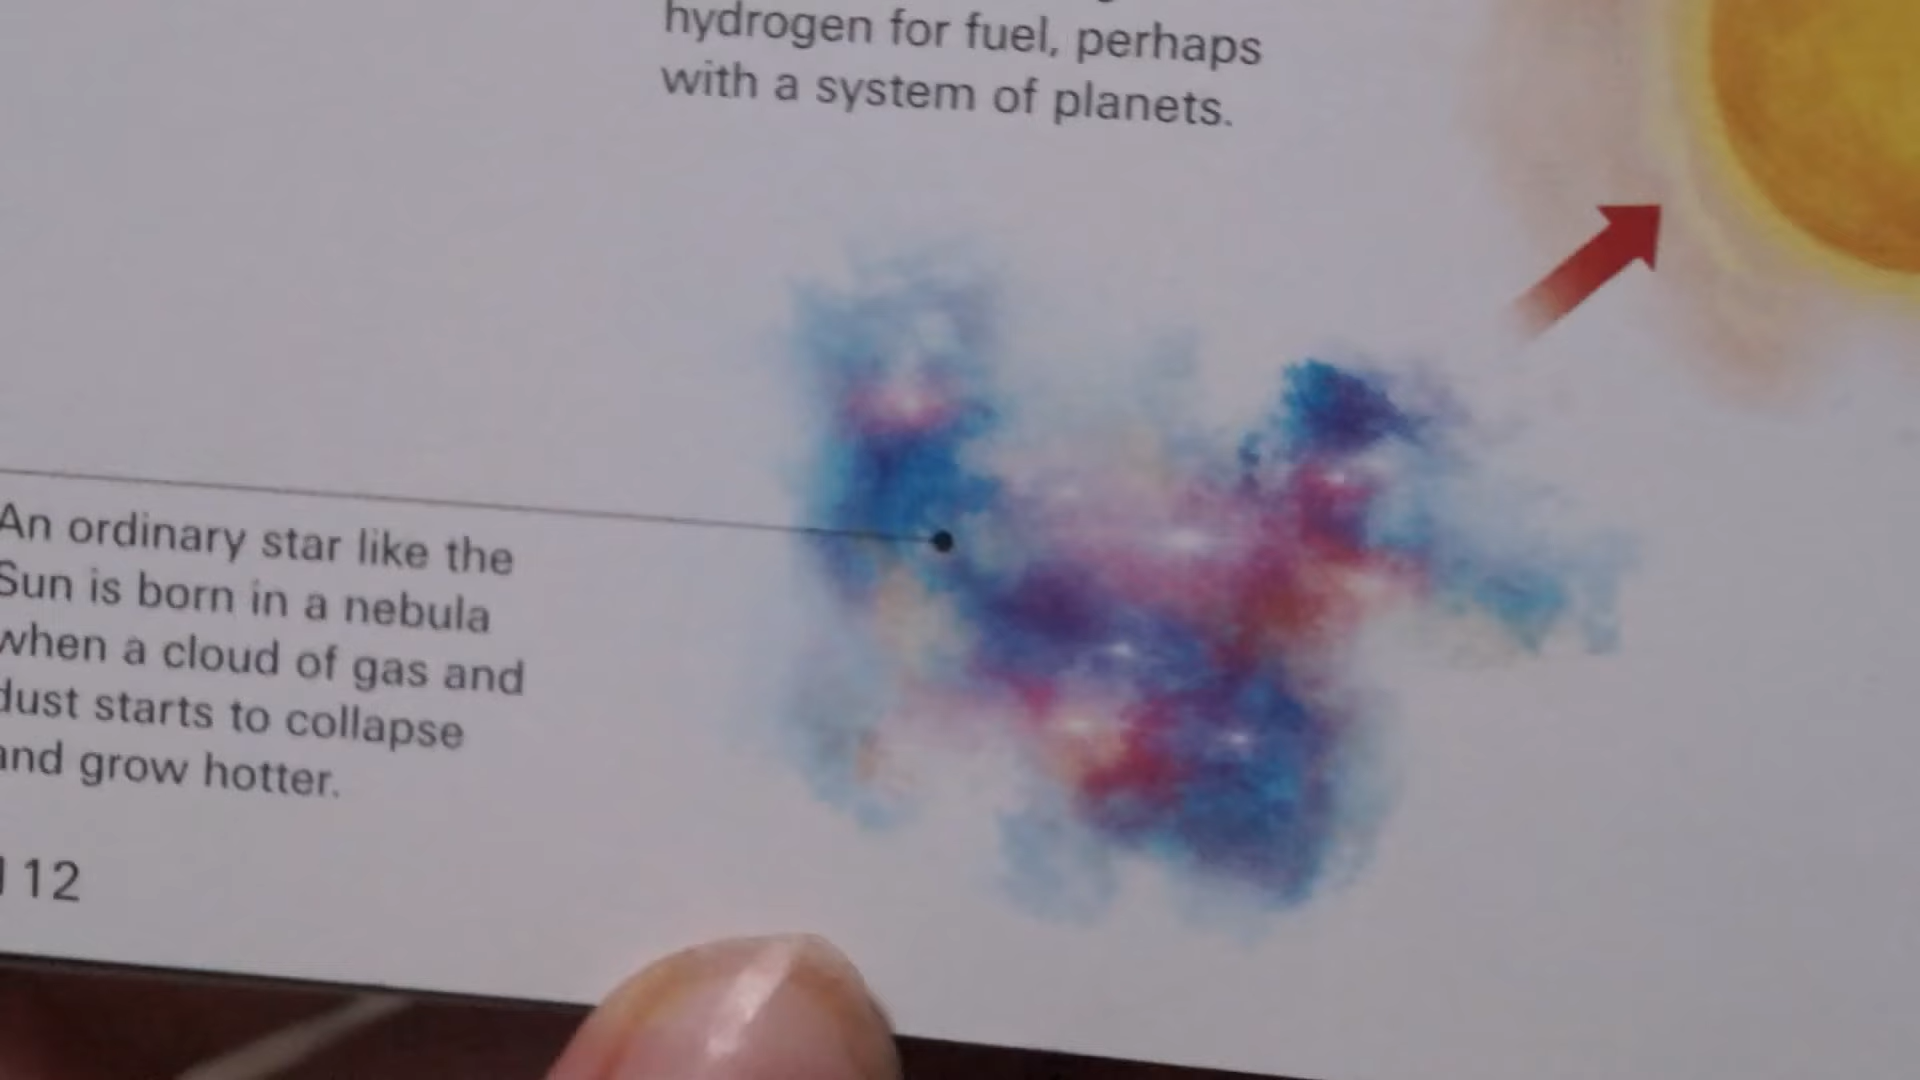 hydrogen for fuel, perhaps
with a system of planets.
An ordinary star like the
Sun is born in a nebula
when a cloud of gas and
dust starts to collapse
and grow hotter.
112